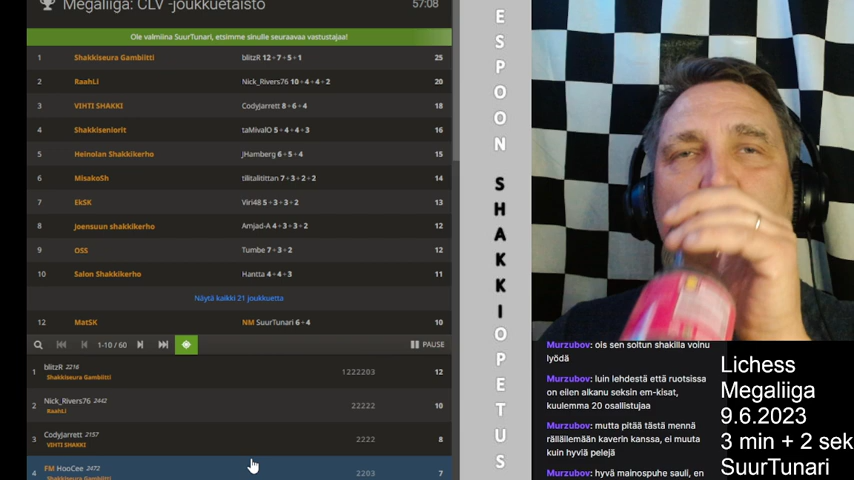 Megaliiga: CLV -joukkuetaisto 57:08
Ole valmiina SuurTunari, etsimme sinulle seuraavaa vastustajaa!
1 Shakkiseura Gambiitti blitzR 12 + 7 + 5 + 1 25
2 RaahLi Nick_Rivers76 10 + 4 + 4 + 2 20
3 VIHTI SHAKKI CodyJarrett 8 + 6 + 4 18
4 Shakkiseniorit taMivalO 5 + 4 + 4 + 3 16
5 Heinolan Shakkikerho JHamberg 6 + 5 + 4 15
6 MisakoSh tilitalitittan 7 + 3 + 2 + 2 14
7 EkSK Viri48 5 + 3 + 3 + 2 13
8 Joensuun shakkikerho Amjad-A 4 + 3 + 3 + 2 12
9 OSS Tumbe 7 + 3 + 2 12
10 Salon Shakkikerho Hantta 4 + 4 + 3 11
Näytä kaikki 21 joukkuetta
12 MatSK NM SuurTunari 6 + 4 10
1-10 / 60 PAUSE
1 blitzR 2216 1222203 12
Shakkiseura Gambiitti
2 Nick_Rivers76 2442 22222 10
RaahLi
3 CodyJarrett 2157 2222 8
VIHTI SHAKKI
4 FM HooCee 2472 2203 7
Shakkiseura Gambiitti
ESPOON SHAKKIOPETUS
Murzubov: ois sen soitun shakilla voinu
lyödä
Murzubov: luin lehdestä että ruotsissa
on eilen alkanu seksin em-kisat,
kuulemma 20 osallistujaa
Murzubov: mutta pitää tästä mennä
rälläilemään kaverin kanssa, ei muuta
kuin hyviä pelejä
Murzubov: hyvä mainospuhe sauli, en
Lichess
Megaliiga
9.6.2023
3 min + 2 sek
SuurTunari